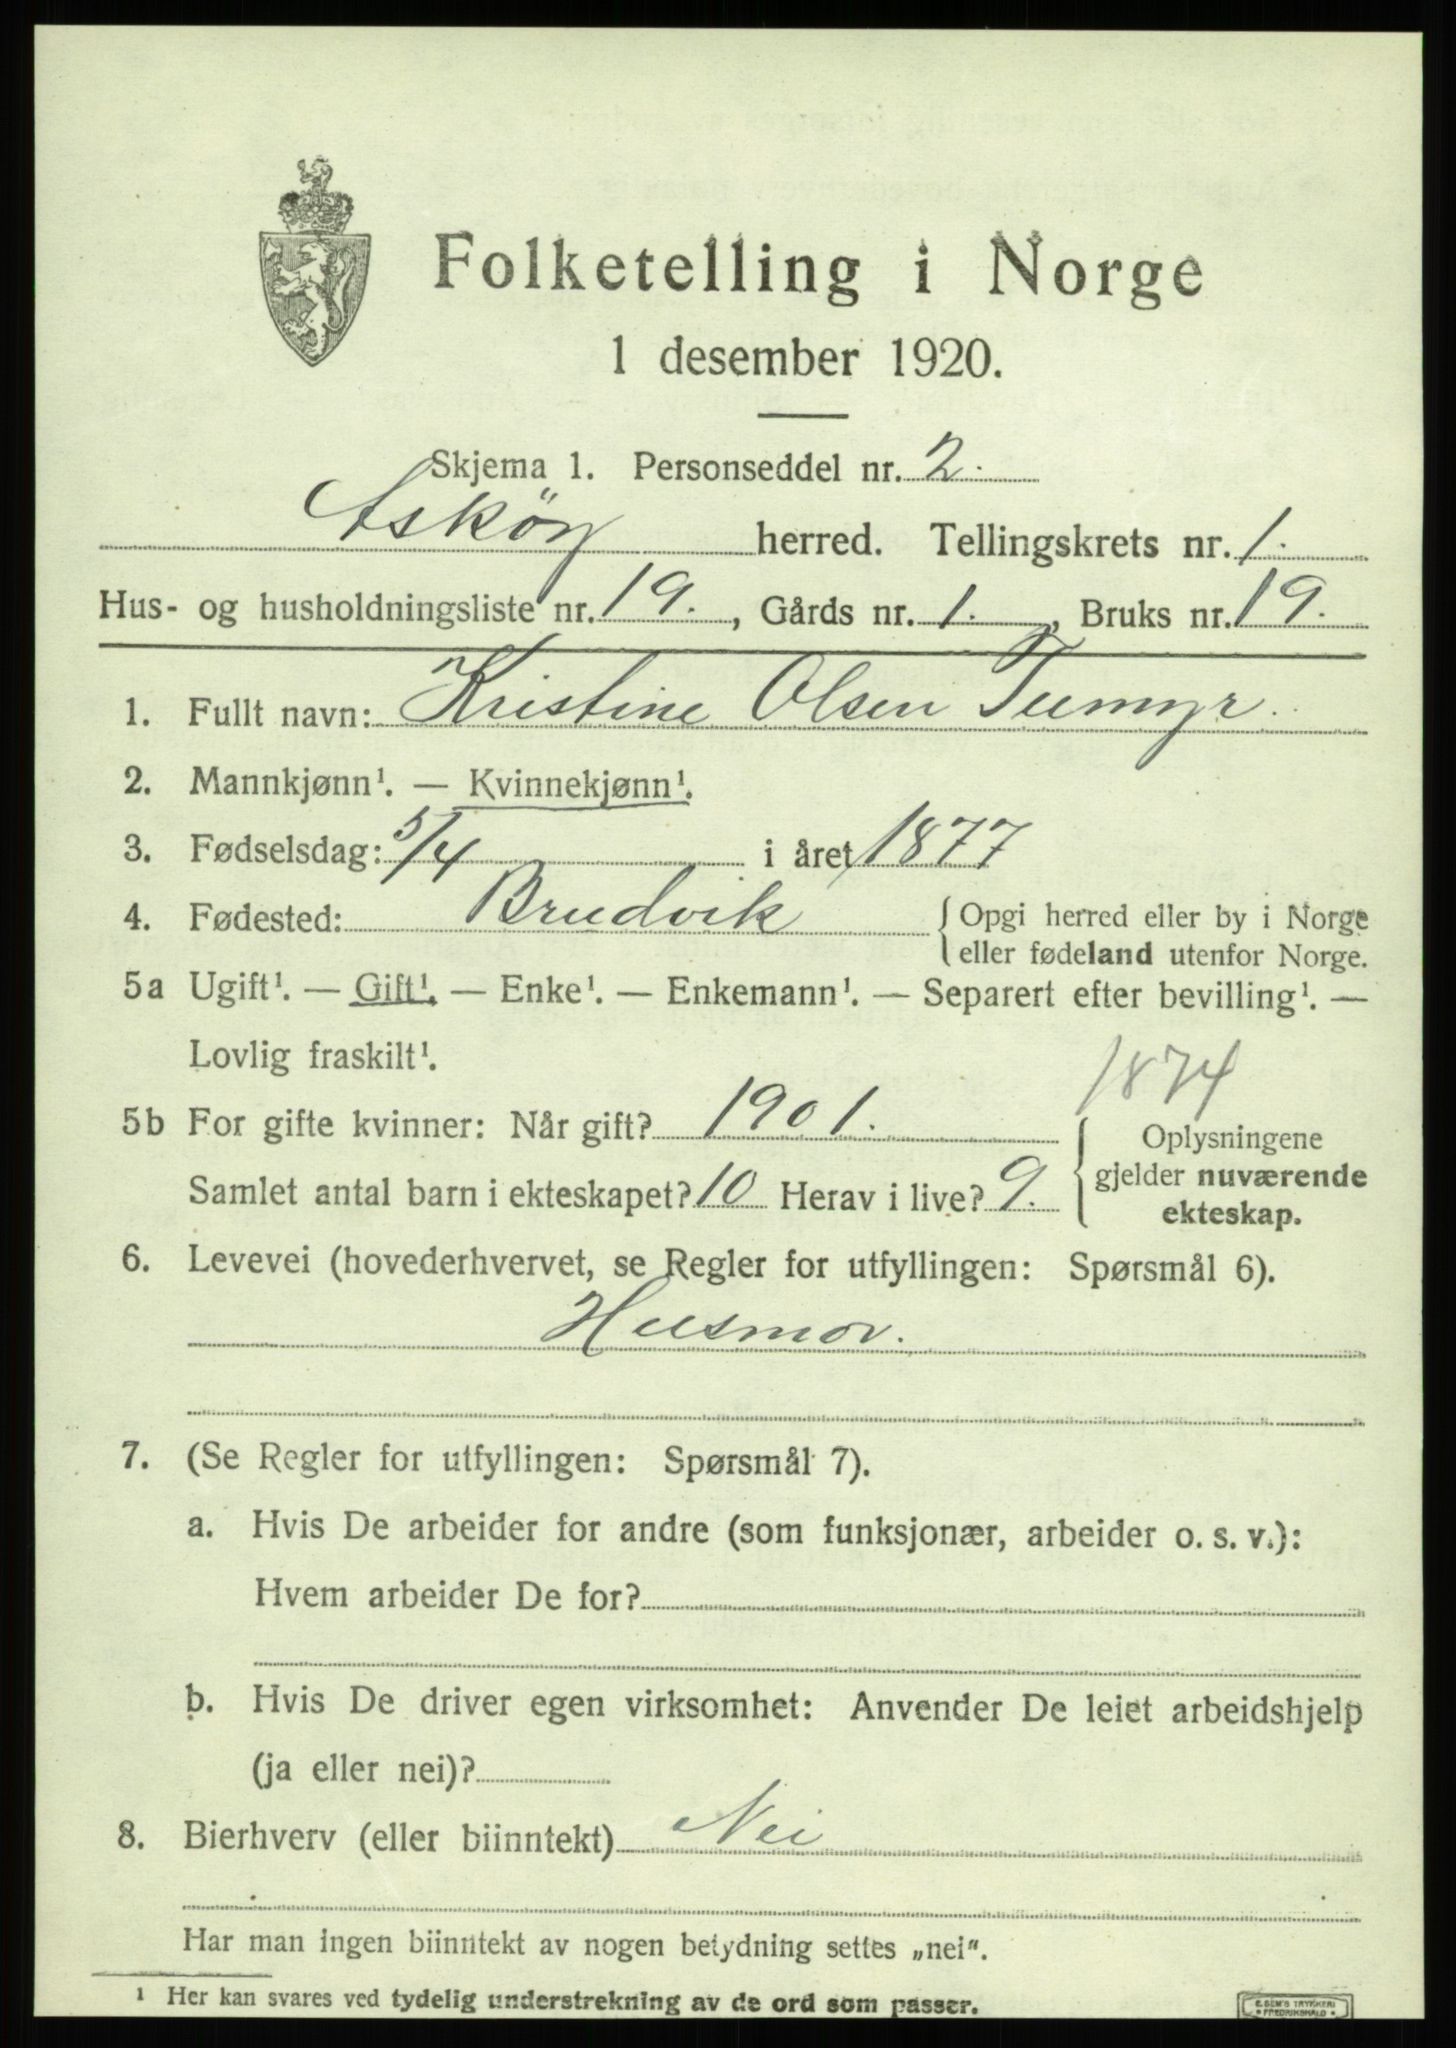 Folketelling i Norge
1 desember 1920.
Skjema 1. Personseddel nr. 2.
Askøy herred. Tellingskrets nr. 1.
Hus- og husholdningsliste nr. 19., Gårds nr. 1., Bruks nr. 19.
1. Fullt navn: Kristine Olsen Tumyr.
2. Mannkjønn¹. — Kvinnekjønn¹.
3. Fødselsdag: 5/4 i året 1877
4. Fødested: Brudvik { Opgi herred eller by i Norge
eller fødeland utenfor Norge.
5a Ugift¹. — Gift¹. — Enke¹. — Enkemann¹. — Separert efter bevilling¹. —
Lovlig fraskilt¹.
1874
5b For gifte kvinner: Når gift? 1901. { Oplysningene
gjelder nuværende
ekteskap.
Samlet antal barn i ekteskapet? 10 Herav i live? 9.
6. Levevei (hovederhvervet, se Regler for utfyllingen: Spørsmål 6).
Husmor.
7. (Se Regler for utfyllingen: Spørsmål 7).
a. Hvis De arbeider for andre (som funksjonær, arbeider o. s. v.):
Hvem arbeider De for?
b. Hvis De driver egen virksomhet: Anvender De leiet arbeidshjelp
(ja eller nei)?
8. Bierhverv (eller biinntekt) Nei
Har man ingen biinntekt av nogen betydning settes „nei".
¹ Her kan svares ved tydelig understrekning av de ord som passer.
E. SEM'S TRYKKERI
• FREDRIKSHALD •